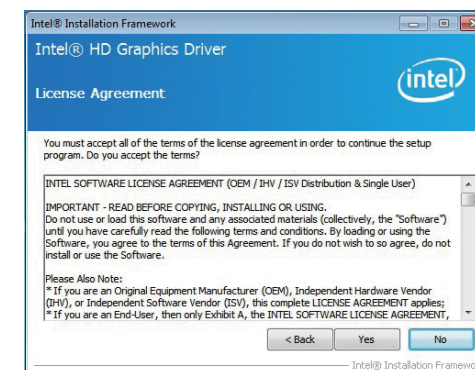 Intel® Installation Framework
Intel® HD Graphics Driver
intel
License Agreement
You must accept all of the terms of the license agreement in order to continue the setup
program. Do you accept the terms?
INTEL SOFTWARE LICENSE AGREEMENT (OEM / IHV / ISV Distribution & Single User)
IMPORTANT - READ BEFORE COPYING, INSTALLING OR USING.
Do not use or load this software and any associated materials (collectively, the "Software")
until you have carefully read the following terms and conditions. By loading or using the
Software, you agree to the terms of this Agreement. If you do not wish to so agree, do not
install or use the Software.
Please Also Note:
* If you are an Original Equipment Manufacturer (OEM), Independent Hardware Vendor
(IHV), or Independent Software Vendor (ISV), this complete LICENSE AGREEMENT applies;
* If you are an End-User, then only Exhibit A, the INTEL SOFTWARE LICENSE AGREEMENT,
< Back Yes No
Intel® Installation Framewo